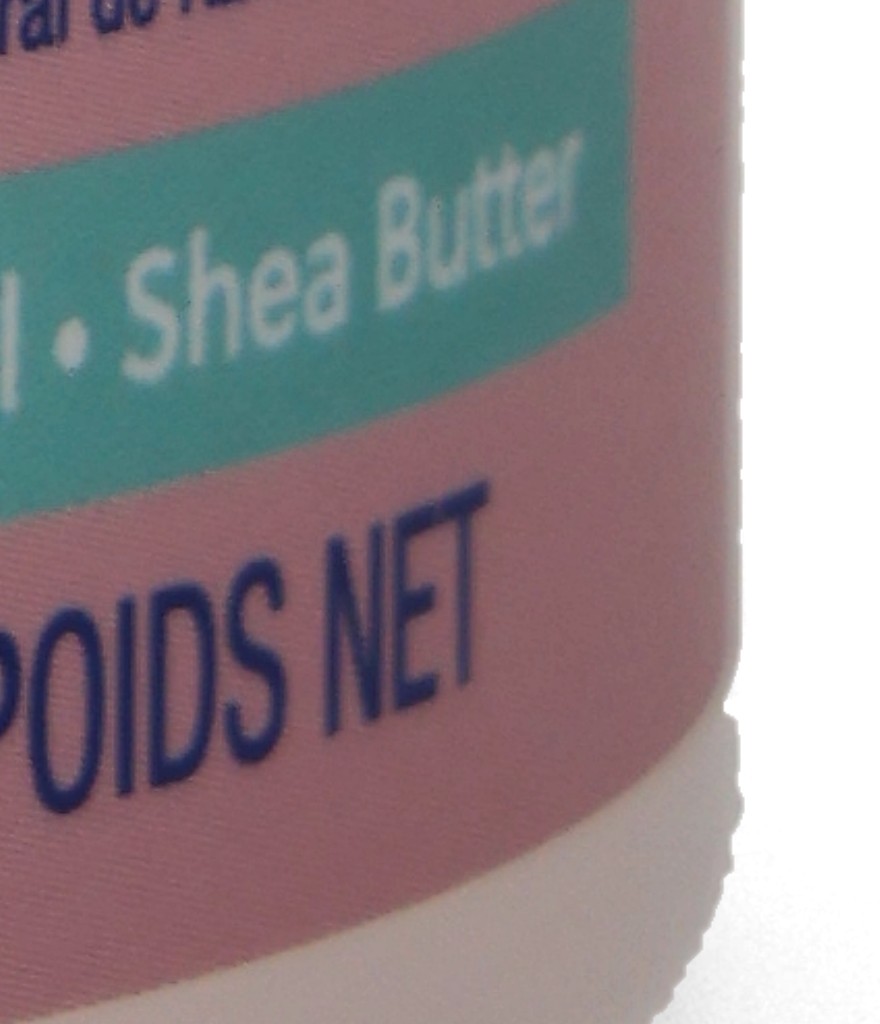 • Shea Butter
POIDS NET